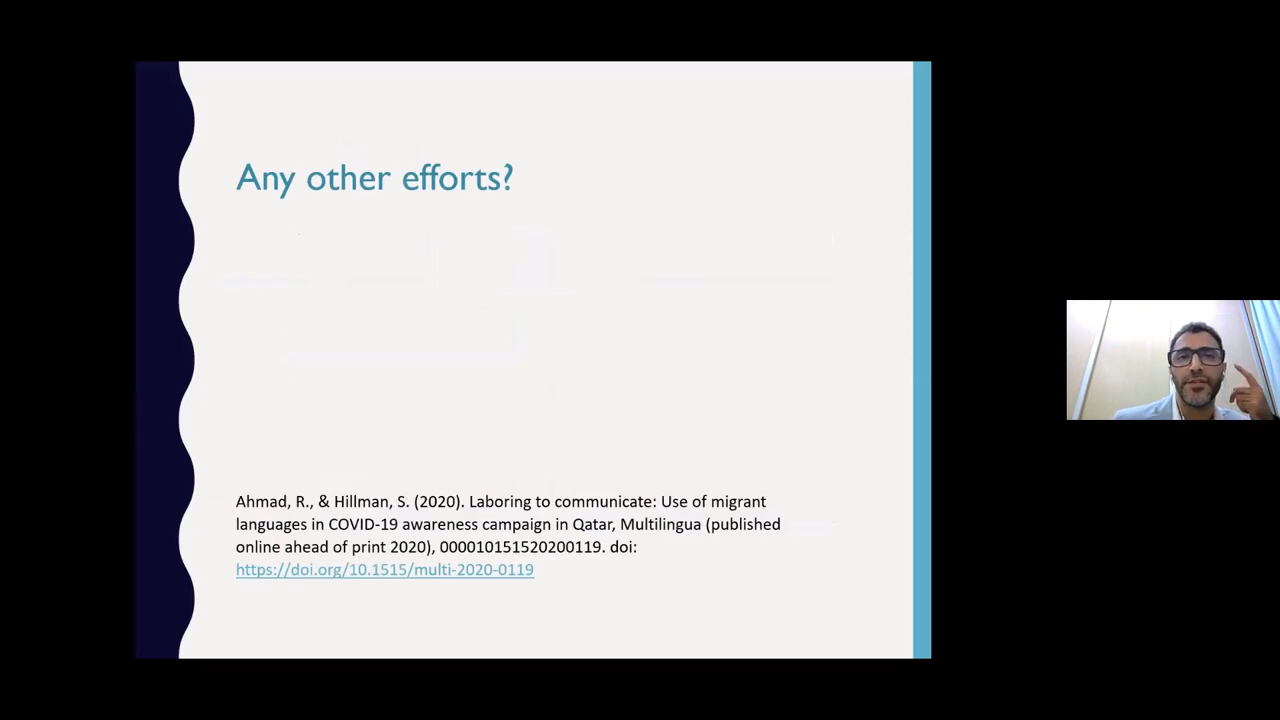 Any other efforts?
Ahmad, R., & Hillman, S. (2020). Laboring to communicate: Use of migrant
languages in COVID-19 awareness campaign in Qatar, Multilingua (published
online ahead of print 2020), 000010151520200119. doi:
https://doi.org/10.1515/multi-2020-0119